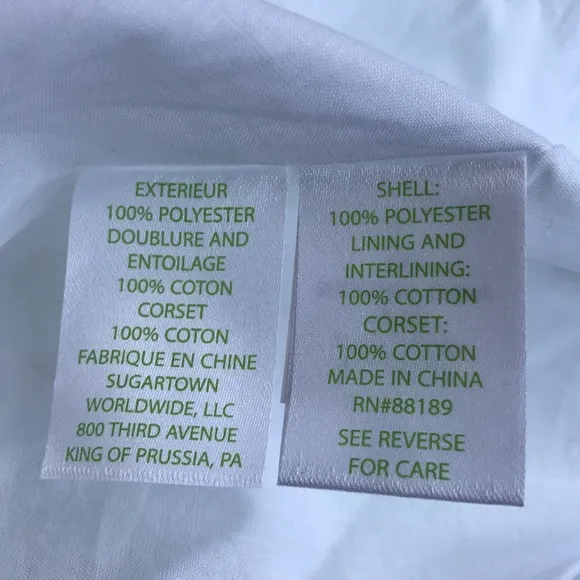 EXTERIEUR
100% POLYESTER
DOUBLURE AND
ENTOILAGE
100% COTON
CORSET
100% COTON
FABRIQUE EN CHINE
SUGARTOWN
WORLDWIDE, LLC
800 THIRD AVENUE
KING OF PRUSSIA, PA
SHELL:
100% POLYESTER
LINING AND
INTERLINING:
100% COTTON
CORSET:
100% COTTON
MADE IN CHINA
RN#88189
SEE REVERSE
FOR CARE